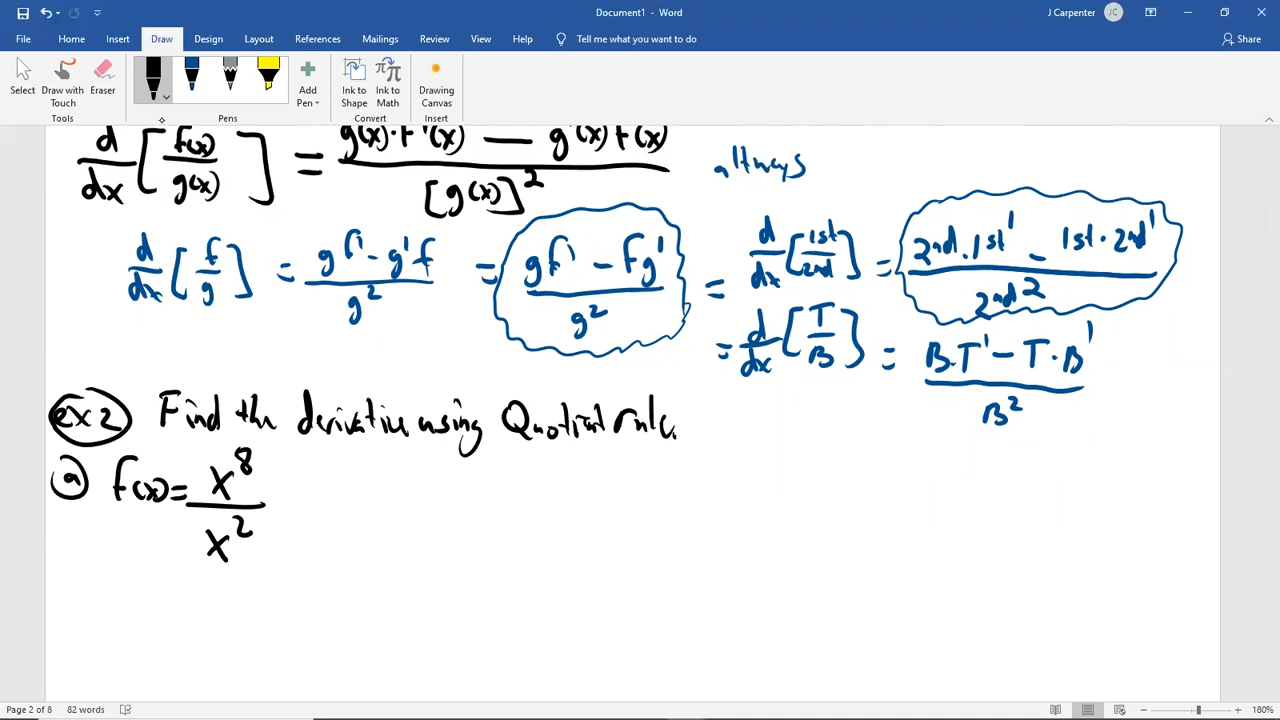 Document1 - Word
J Carpenter JC
File Home Insert Draw Design Layout References Mailings Review View Help Tell me what you want to do Share
Select Draw with Touch Eraser Add Pen Ink to Shape Ink to Math Drawing Canvas
Tools Pens Convert Insert
d/dx [f(x)/g(x)] = g(x)·f'(x) — g'(x)f(x) / [g(x)]²
always
d/dx [f/g] = gf'-g'f / g² = gf' - fg' / g² = d/dx [1st/2nd] = 2nd·1st' - 1st·2nd' / 2nd²
= d/dx [T/B] = B·T' - T·B' / B²
ex2 Find the derivative using Quotient rule.
a f(x)= x⁸/x²
Page 2 of 8 82 words 180%